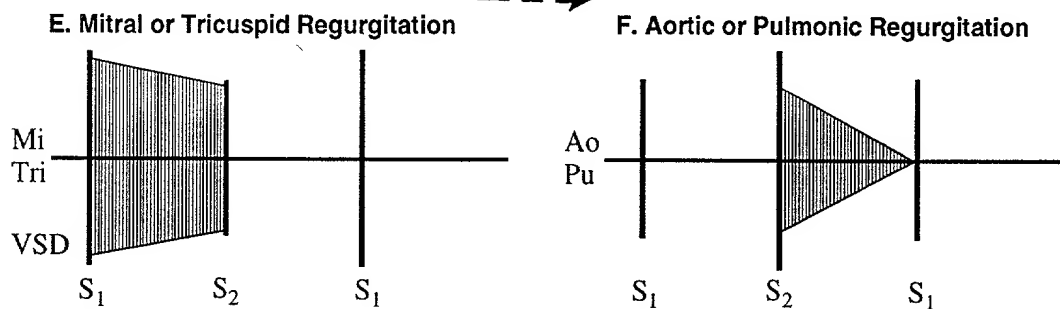 E. Mitral or Tricuspid Regurgitation
Mi
Tri
VSD
S₁ S₂ S₁
F. Aortic or Pulmonic Regurgitation
Ao
Pu
S₁ S₂ S₁